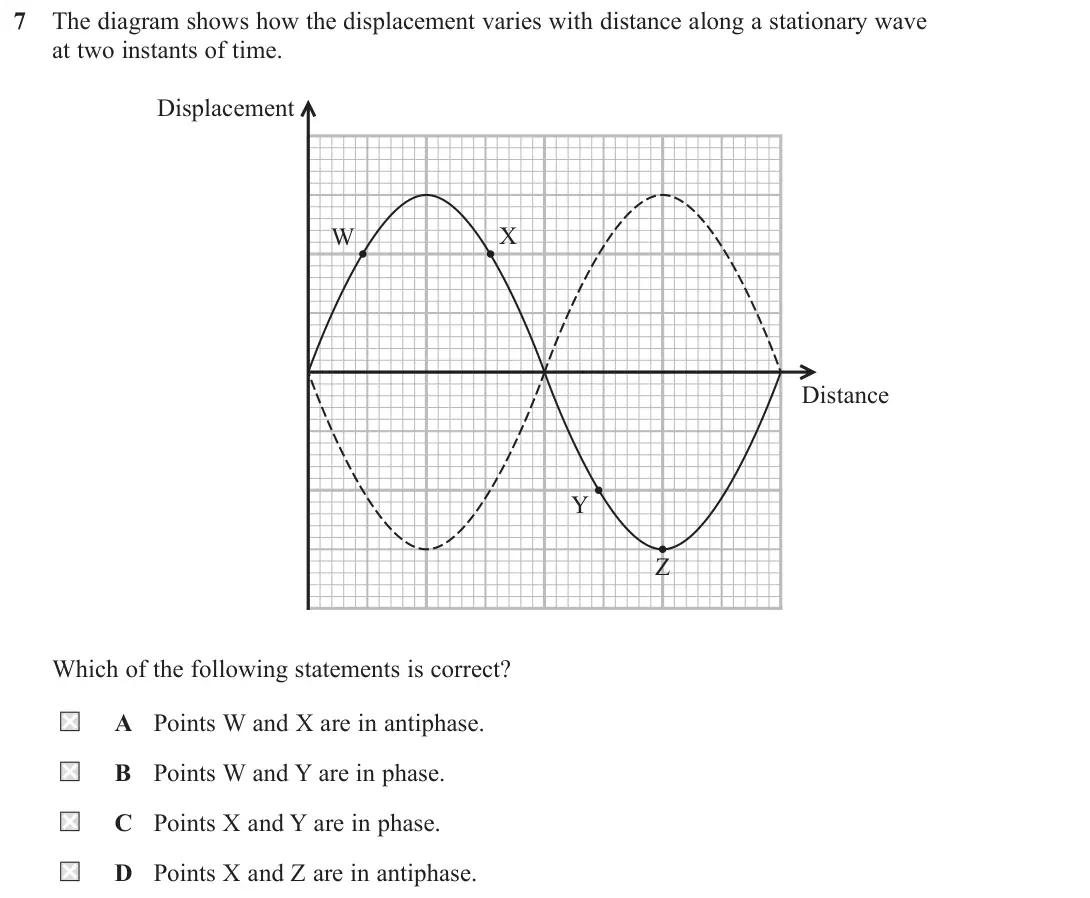 7 The diagram shows how the displacement varies with distance along a stationary wave
at two instants of time.
Displacement
W
X
Distance
Y
Z
Which of the following statements is correct?
A Points W and X are in antiphase.
B Points W and Y are in phase.
C Points X and Y are in phase.
D Points X and Z are in antiphase.